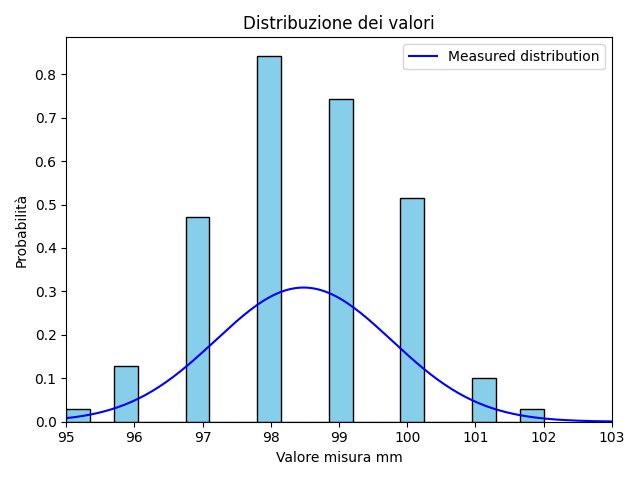 Distribuzione dei valori
Measured distribution
Probabilità
0.8
0.7
0.6
0.5
0.4
0.3
0.2
0.1
0.0
95 96 97 98 99 100 101 102 103
Valore misura mm